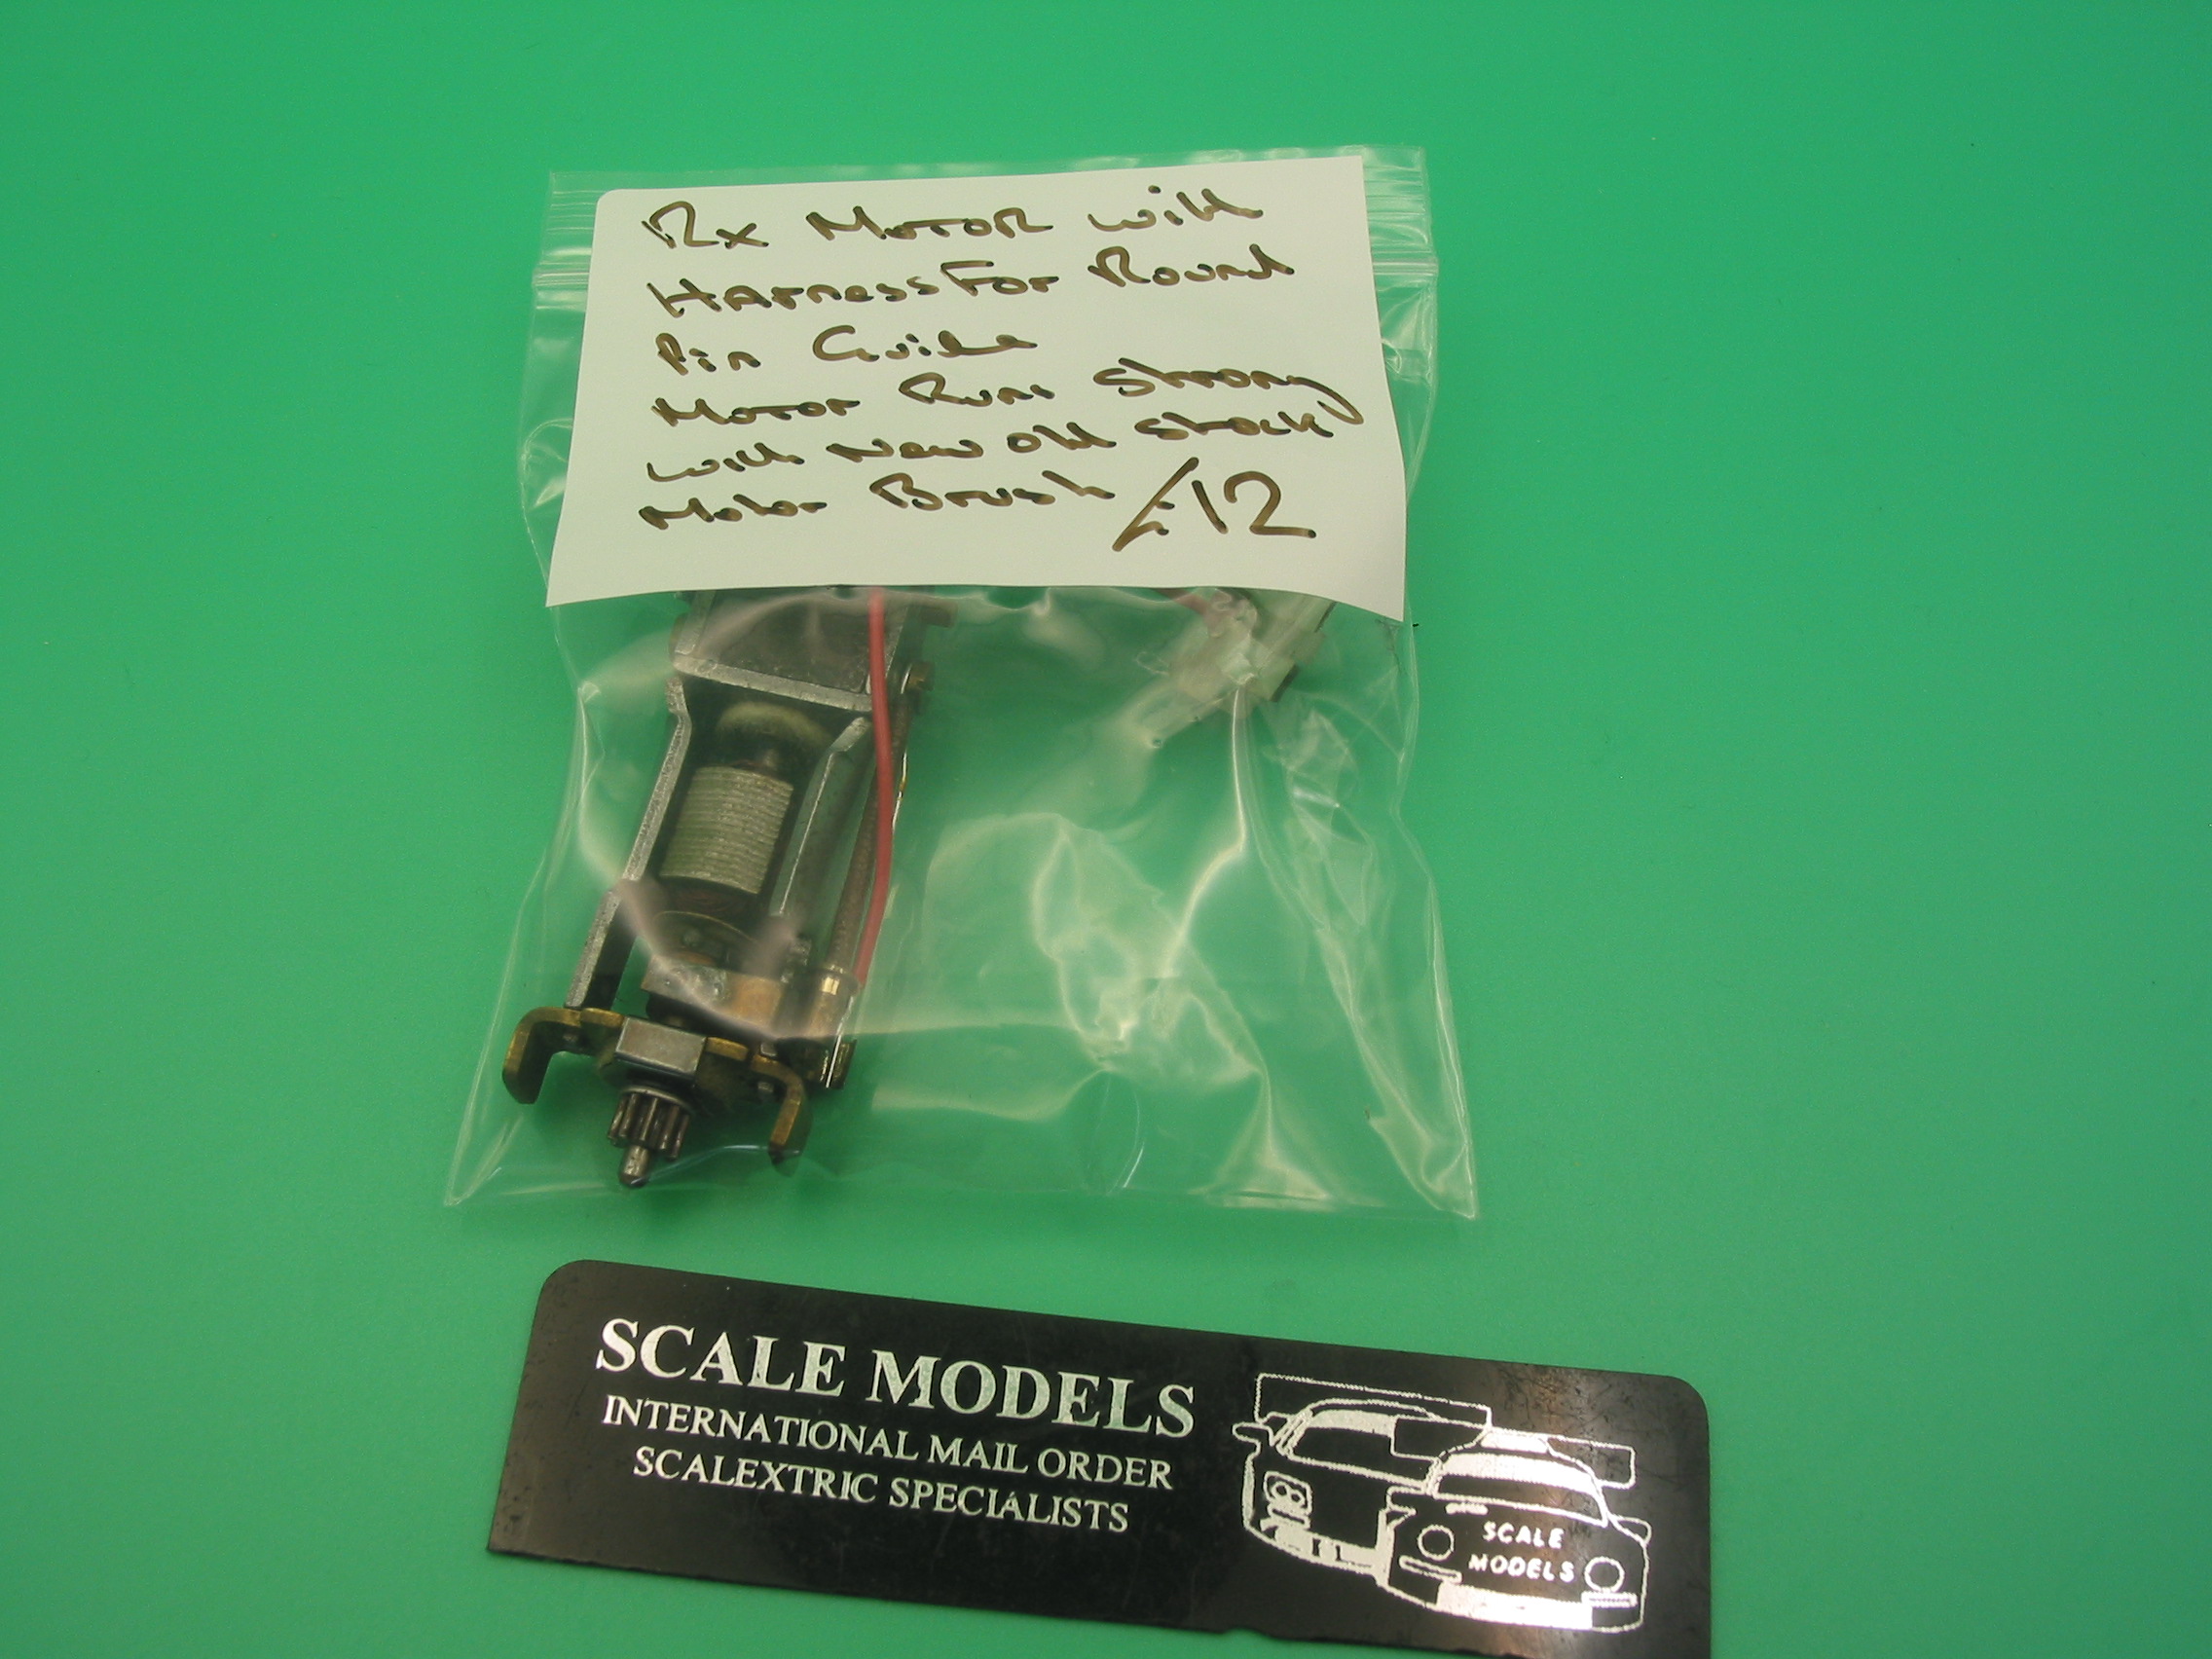 Rx Motor with
Harness For Round
Pin Guide
Motor Runs Strong
with New old stock
Motor Brush £12
SCALE MODELS
INTERNATIONAL MAIL ORDER
SCALEXTRIC SPECIALISTS
SCALE
MODELS